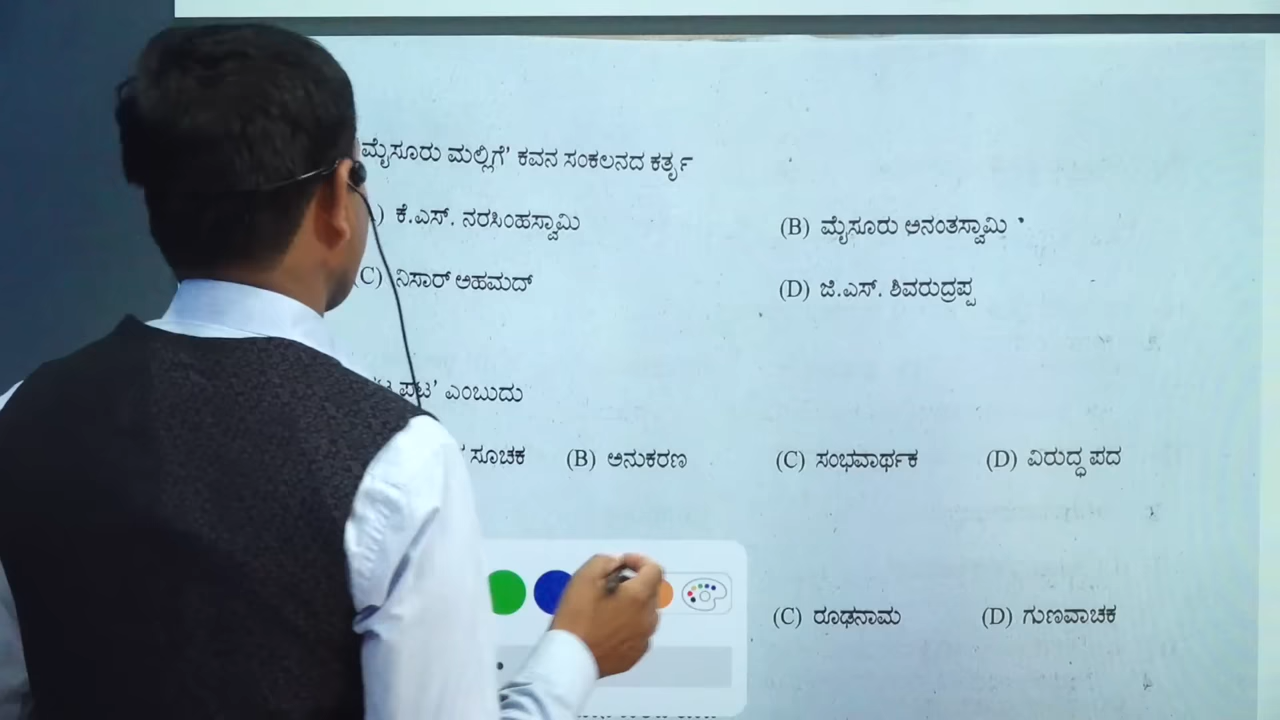 ಮೈಸೂರು ಮಲ್ಲಿಗೆ' ಕವನ ಸಂಕಲನದ ಕರ್ತೃ
) ಕೆ.ಎಸ್. ನರಸಿಂಹಸ್ವಾಮಿ (B) ಮೈಸೂರು ಅನಂತಸ್ವಾಮಿ
(C) ನಿಸಾರ್ ಅಹಮದ್ (D) ಜಿ.ಎಸ್. ಶಿವರುದ್ರಪ್ಪ
ಎಂಬುದು
ಸೂಚಕ (B) ಅನುಕರಣ (C) ಸಂಭವಾರ್ಥಕ (D) ವಿರುದ್ಧ ಪದ
(C) ರೂಢನಾಮ (D) ಗುಣವಾಚಕ